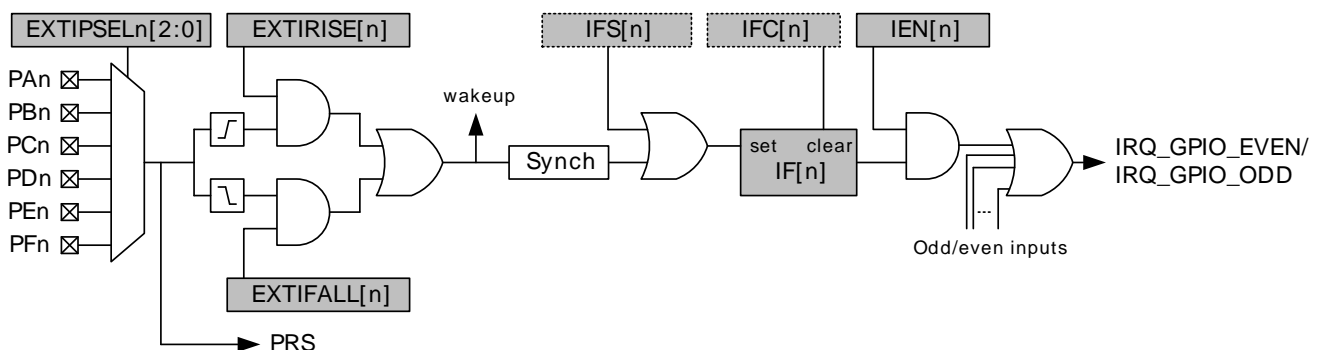 EXTIPSELn[2:0]
EXTIRISE[n]
IFS[n]
IFC[n]
IEN[n]
PAn
PBn
PCn
PDn
PEn
PFn
wakeup
Synch
set clear
IF[n]
IRQ_GPIO_EVEN/
IRQ_GPIO_ODD
...
Odd/even inputs
EXTIFALL[n]
PRS